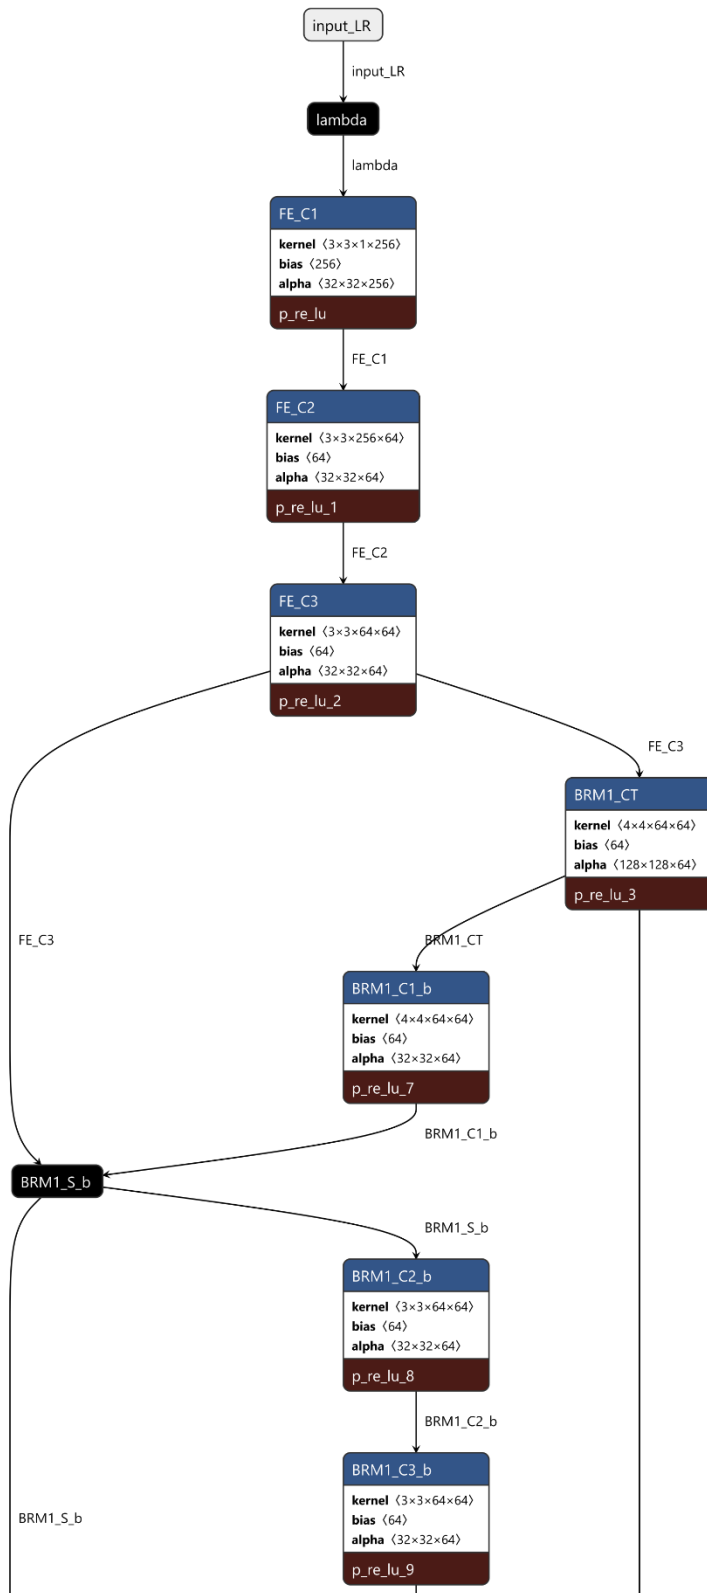 input_LR
input_LR
lambda
lambda
FE_C1
kernel〈3×3×1×256〉
bias〈256〉
alpha〈32×32×256〉
p_re_lu
FE_C1
FE_C2
kernel〈3×3×256×64〉
bias〈64〉
alpha〈32×32×64〉
p_re_lu_1
FE_C2
FE_C3
kernel〈3×3×64×64〉
bias〈64〉
alpha〈32×32×64〉
p_re_lu_2
FE_C3
BRM1_CT
kernel〈4×4×64×64〉
bias〈64〉
alpha〈128×128×64〉
p_re_lu_3
FE_C3
BRM1_CT
BRM1_C1_b
kernel〈4×4×64×64〉
bias〈64〉
alpha〈32×32×64〉
p_re_lu_7
BRM1_C1_b
BRM1_S_b
BRM1_S_b
BRM1_C2_b
kernel〈3×3×64×64〉
bias〈64〉
alpha〈32×32×64〉
p_re_lu_8
BRM1_C2_b
BRM1_C3_b
kernel〈3×3×64×64〉
bias〈64〉
alpha〈32×32×64〉
p_re_lu_9
BRM1_S_b